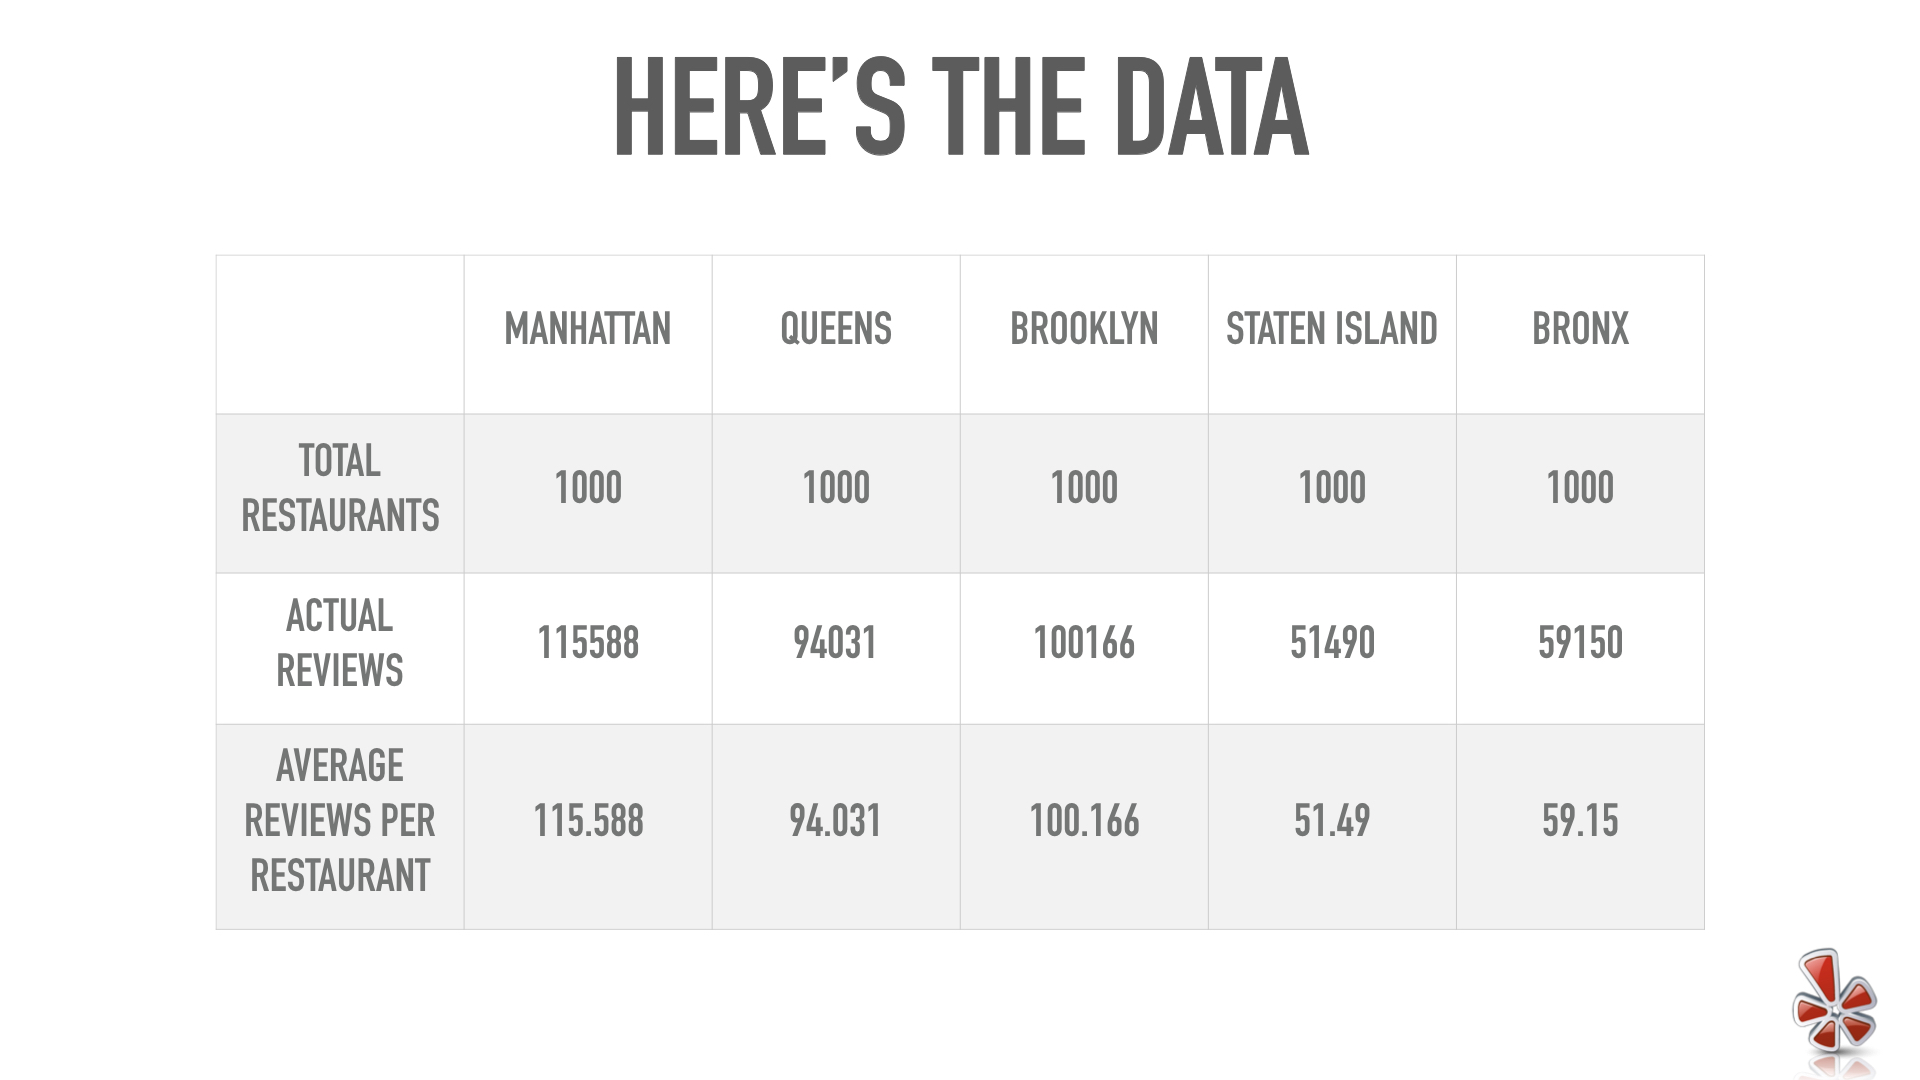 HERE’S THE DATA
MANHATTAN QUEENS BROOKLYN STATEN ISLAND BRONX
TOTAL
RESTAURANTS
1000 1000 1000 1000 1000
ACTUAL
REVIEWS
115588 94031 100166 51490 59150
AVERAGE
REVIEWS PER
RESTAURANT
115.588 94.031 100.166 51.49 59.15